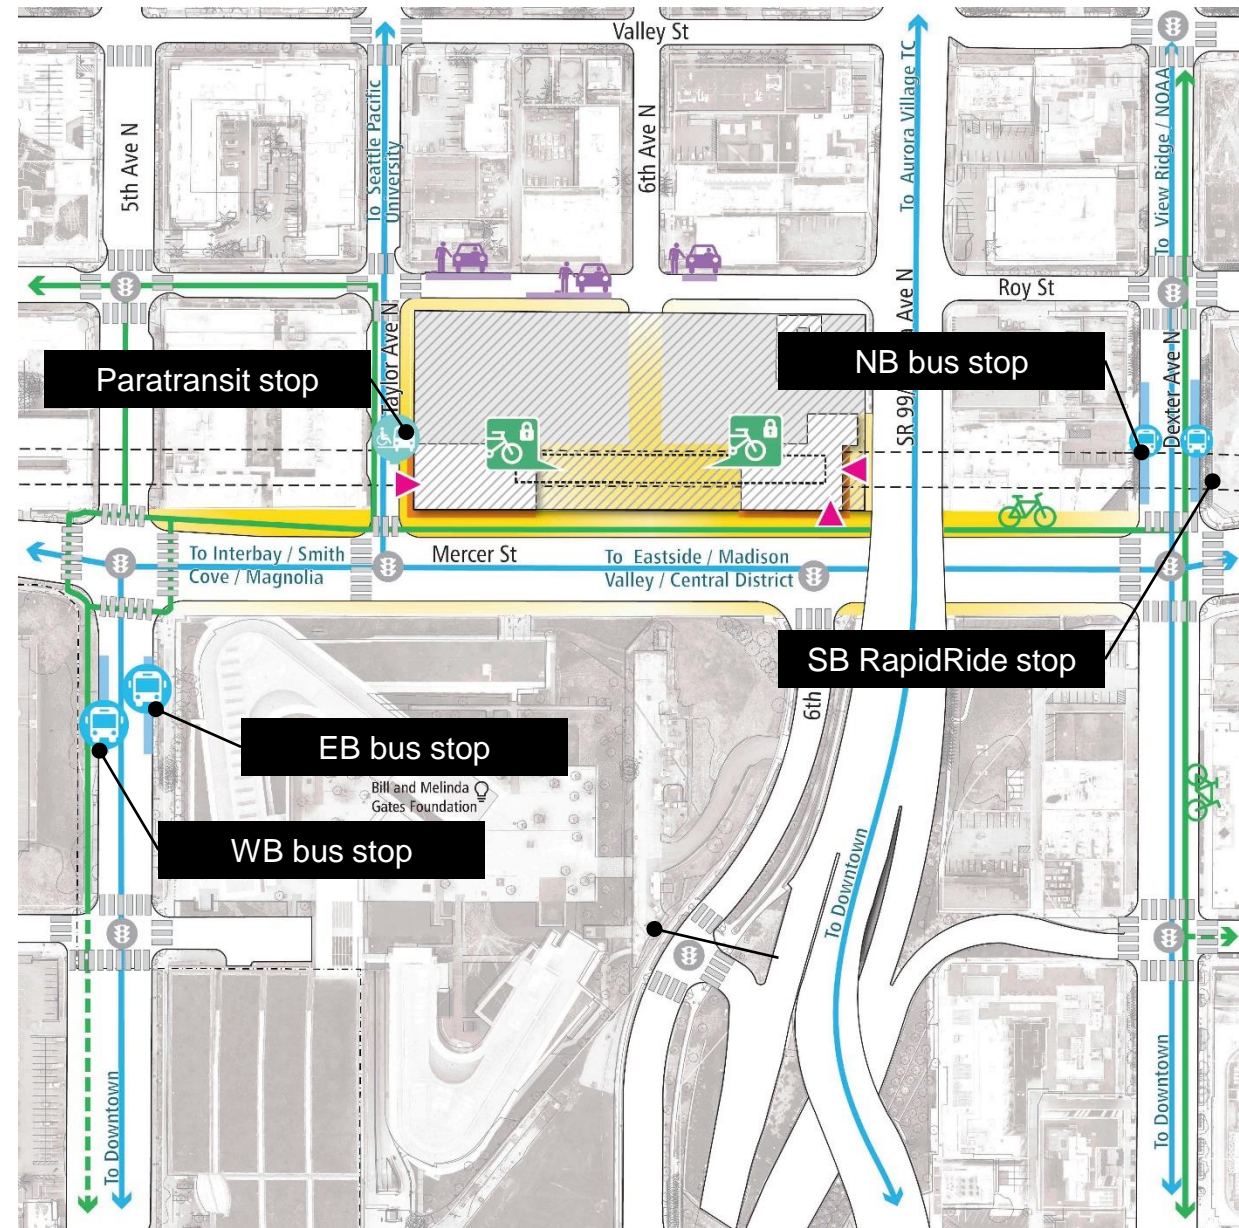 Valley St
To Seattle Pacific
University
5th Ave N
6th Ave N
To Aurora Village TC
To View Ridge / NOAA
Roy St
Taylor Ave N
SR 99/
a Ave N
Dexter Ave N
Paratransit stop
NB bus stop
To Interbay / Smith
Cove / Magnolia
Mercer St
To Eastside / Madison
Valley / Central District
SB RapidRide stop
6th
EB bus stop
Bill and Melinda
Gates Foundation
WB bus stop
To Downtown
To Downtown
To Downtown